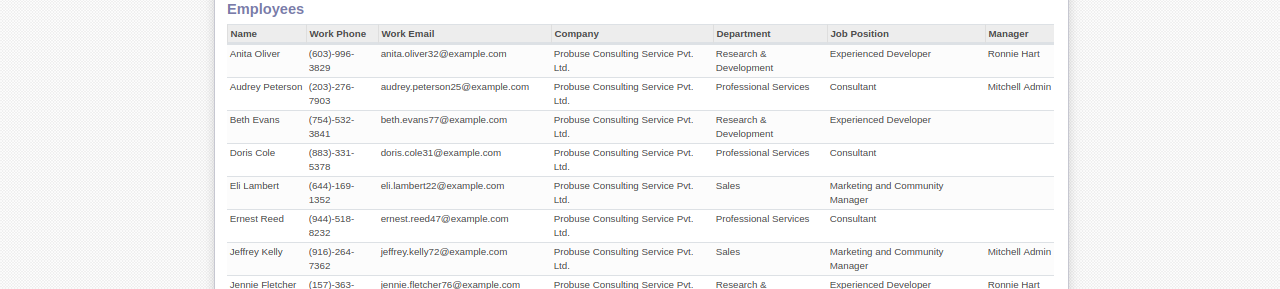 Employees
Name Work Phone Work Email Company Department Job Position Manager
Anita Oliver (603)-996- anita.oliver32@example.com Probuse Consulting Service Pvt. Research & Experienced Developer Ronnie Hart
3829 Ltd. Development
Audrey Peterson (203)-276- audrey.peterson25@example.com Probuse Consulting Service Pvt. Professional Services Consultant Mitchell Admin
7903 Ltd.
Beth Evans (754)-532- beth.evans77@example.com Probuse Consulting Service Pvt. Research & Experienced Developer
3841 Ltd. Development
Doris Cole (883)-331- doris.cole31@example.com Probuse Consulting Service Pvt. Professional Services Consultant
5378 Ltd.
Eli Lambert (644)-169- eli.lambert22@example.com Probuse Consulting Service Pvt. Sales Marketing and Community
1352 Ltd. Manager
Ernest Reed (944)-518- ernest.reed47@example.com Probuse Consulting Service Pvt. Professional Services Consultant
8232 Ltd.
Jeffrey Kelly (916)-264- jeffrey.kelly72@example.com Probuse Consulting Service Pvt. Sales Marketing and Community Mitchell Admin
7362 Ltd. Manager
Jennie Fletcher (157)-363- jennie.fletcher76@example.com Probuse Consulting Service Pvt. Research & Experienced Developer Ronnie Hart